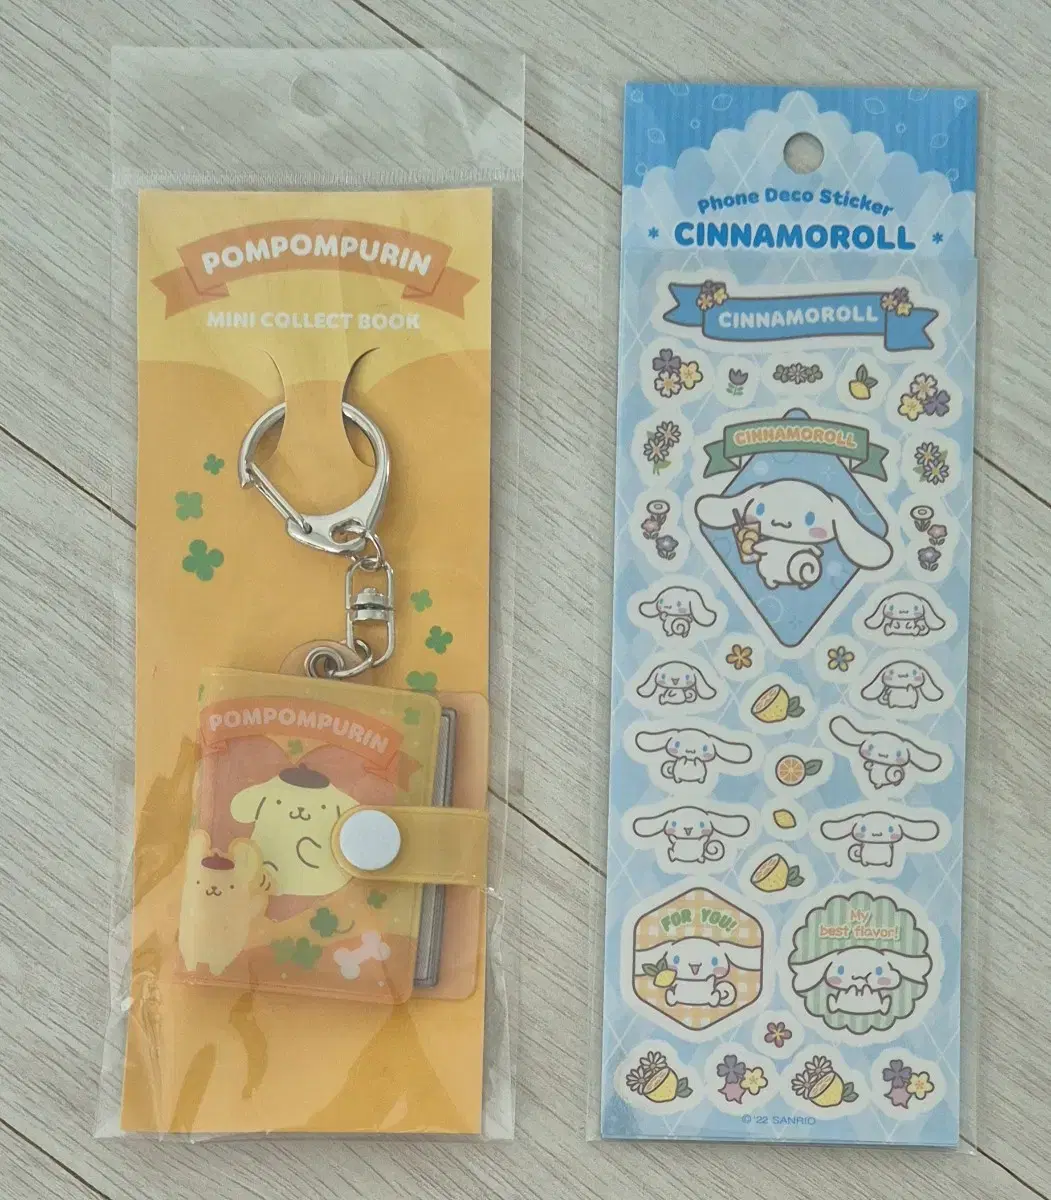 POMPOMPURIN
MINI COLLECT BOOK
POMPOMPURIN
Phone Deco Sticker
* CINNAMOROLL *
CINNAMOROLL
CINNAMOROLL
FOR YOU!
My
best flavor!
© '22 SANRIO